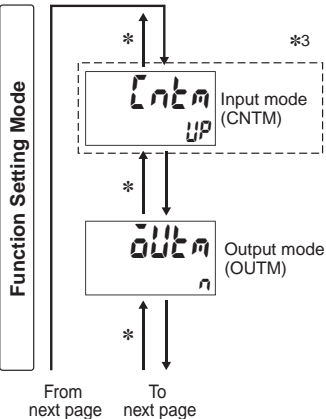 Function Setting Mode
*
*3
Cntm
UP
Input mode
(CNTM)
*
oUtm
n
Output mode
(OUTM)
*
From
next page
To
next page